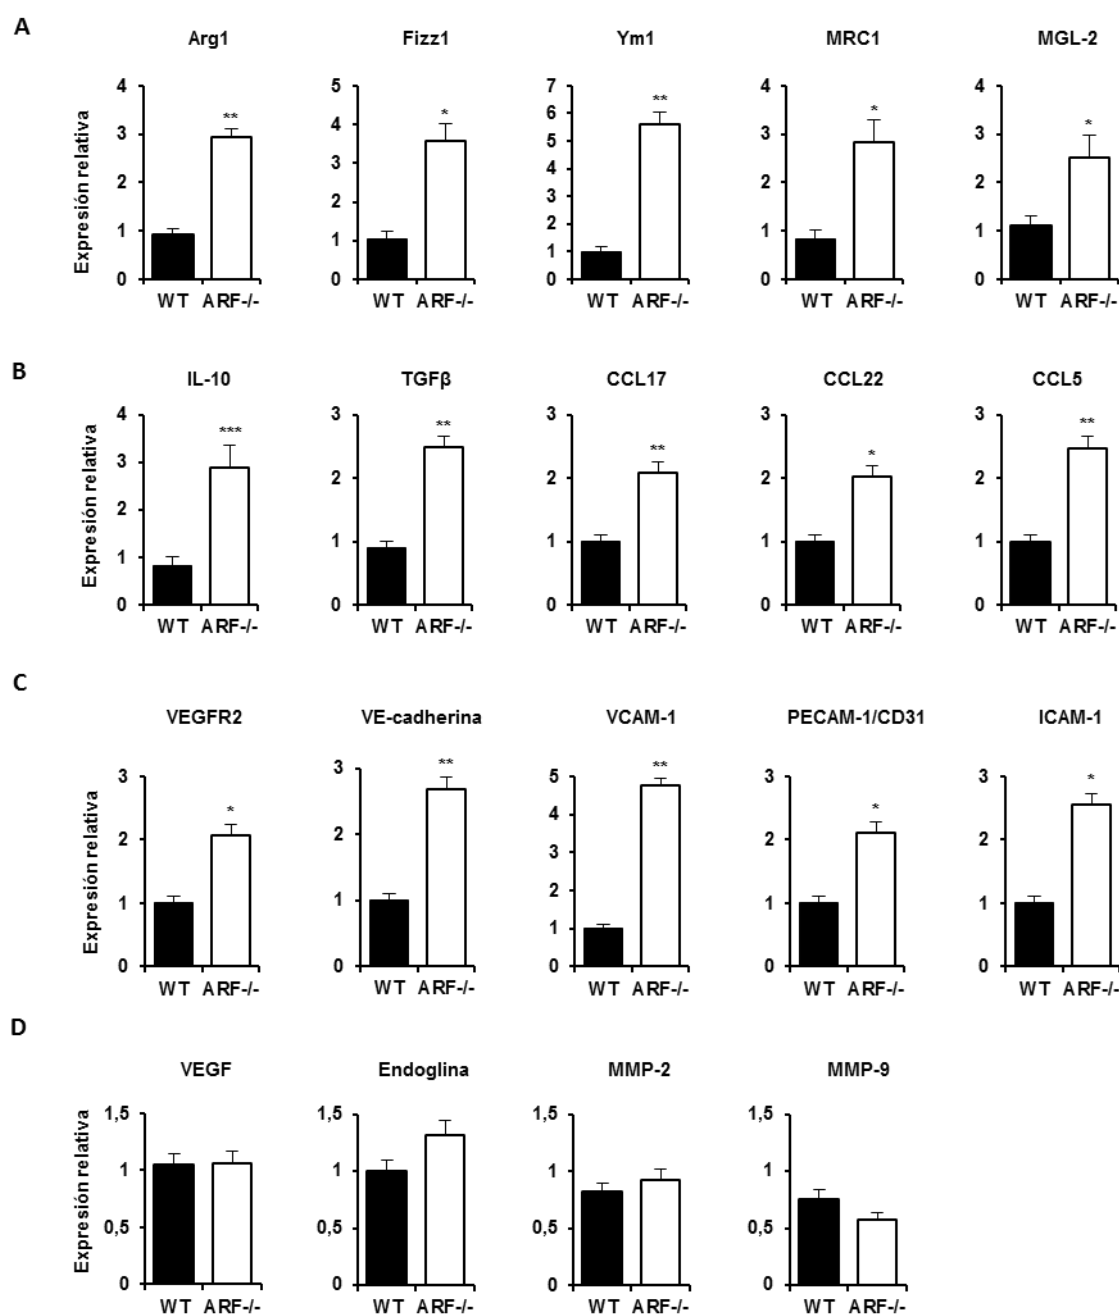 A
Arg1 Fizz1 Ym1 MRC1 MGL-2
Expresión relativa
4 3 2 1 0
5 4 3 2 1 0
7 6 5 4 3 2 1 0
4 3 2 1 0
4 3 2 1 0
** * ** * *
WT ARF-/- WT ARF-/- WT ARF-/- WT ARF-/- WT ARF-/-
B
IL-10 TGFβ CCL17 CCL22 CCL5
Expresión relativa
4 3 2 1 0
3 2 1 0
3 2 1 0
3 2 1 0
3 2 1 0
*** ** ** * **
WT ARF-/- WT ARF-/- WT ARF-/- WT ARF-/- WT ARF-/-
C
VEGFR2 VE-cadherina VCAM-1 PECAM-1/CD31 ICAM-1
Expresión relativa
3 2 1 0
3 2 1 0
5 4 3 2 1 0
3 2 1 0
3 2 1 0
* ** ** * *
WT ARF-/- WT ARF-/- WT ARF-/- WT ARF-/- WT ARF-/-
D
VEGF Endoglina MMP-2 MMP-9
Expresión relativa
1,5 1 0,5 0
1,5 1 0,5 0
1,5 1 0,5 0
1,5 1 0,5 0
WT ARF-/- WT ARF-/- WT ARF-/- WT ARF-/-